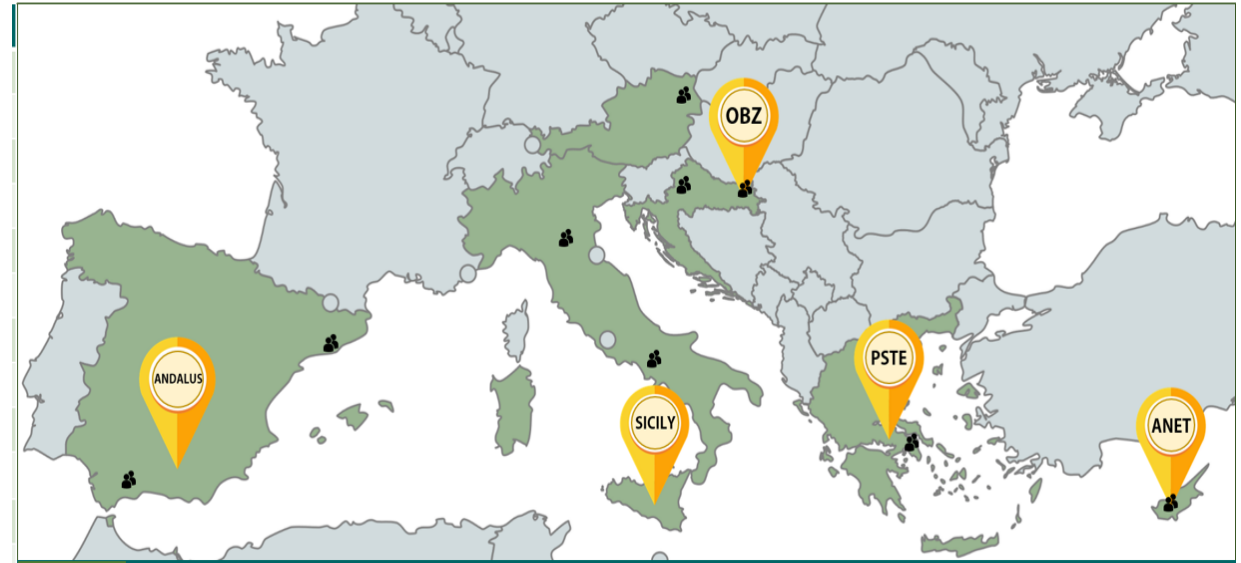 OBZ
PSTE
ANDALUS
SICILY
ANET